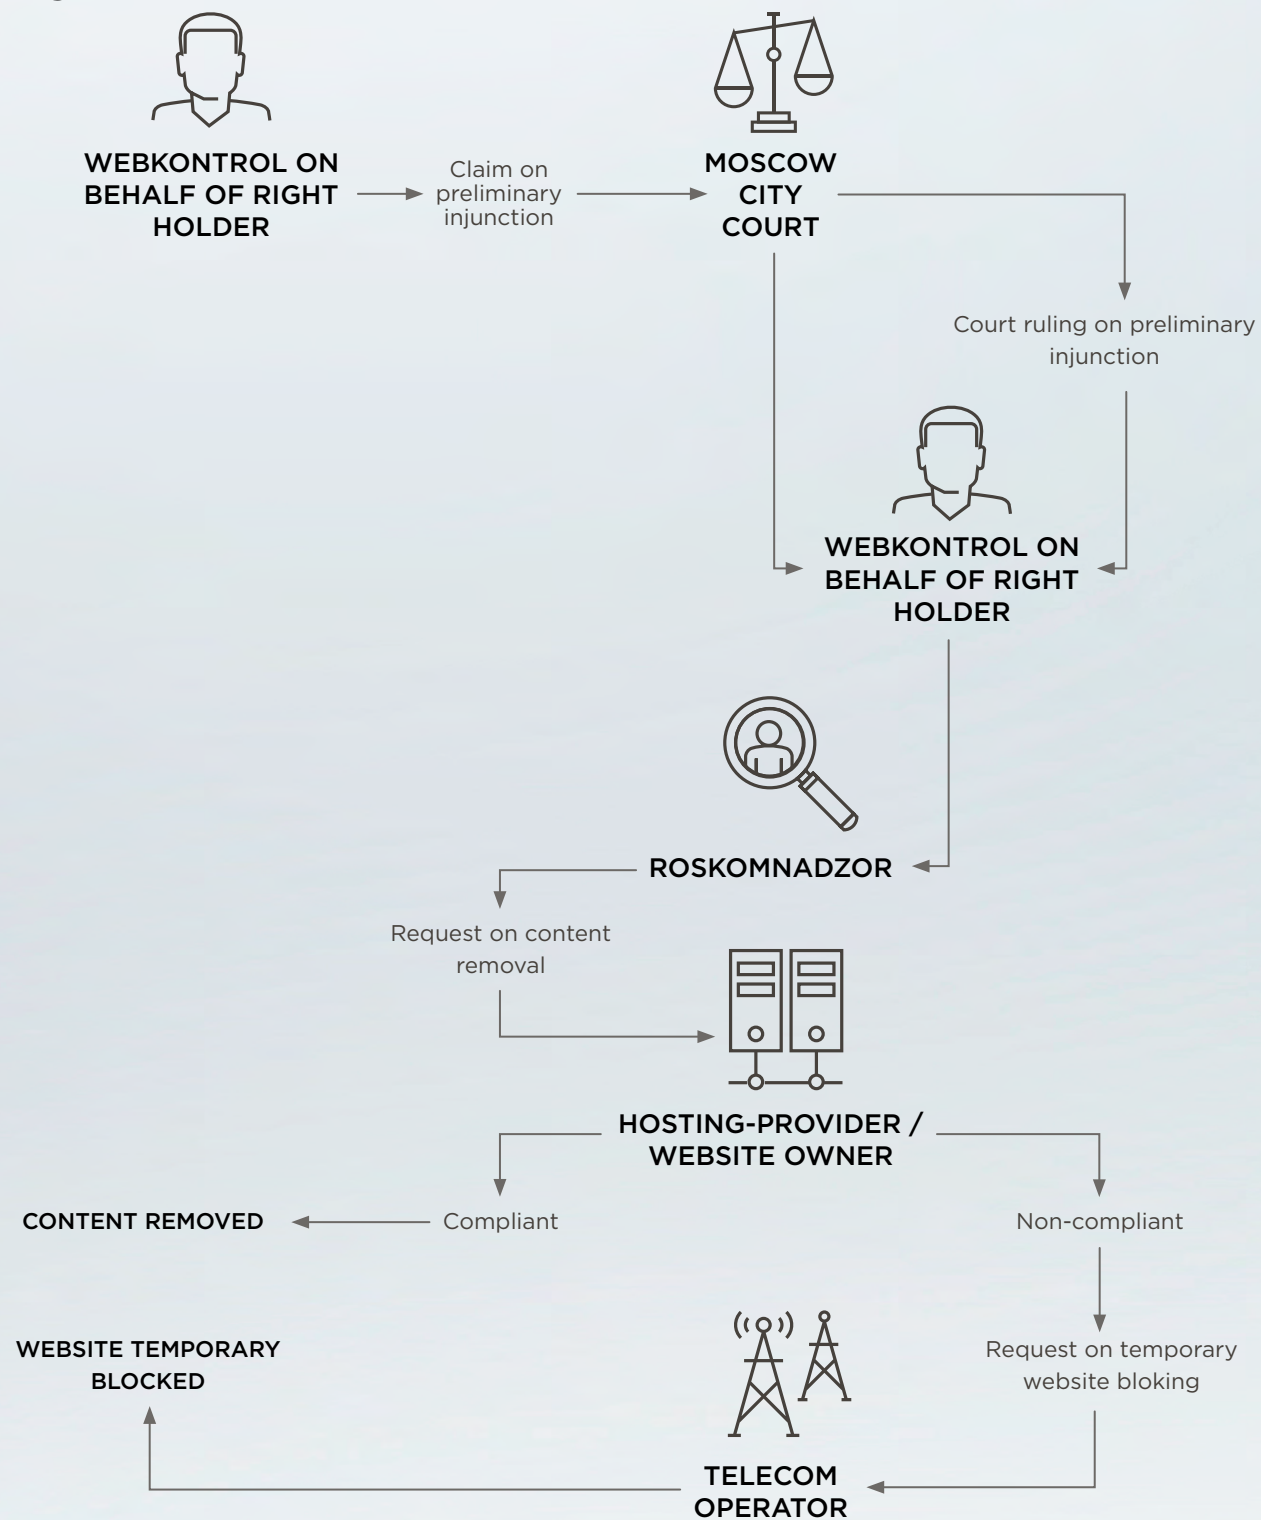 WEBKONTROL ON
BEHALF OF RIGHT
HOLDER
Claim on
preliminary
injunction
MOSCOW
CITY
COURT
Court ruling on preliminary
injunction
WEBKONTROL ON
BEHALF OF RIGHT
HOLDER
ROSKOMNADZOR
Request on content
removal
HOSTING-PROVIDER /
WEBSITE OWNER
CONTENT REMOVED
Compliant
Non-compliant
WEBSITE TEMPORARY
BLOCKED
Request on temporary
website bloking
TELECOM
OPERATOR